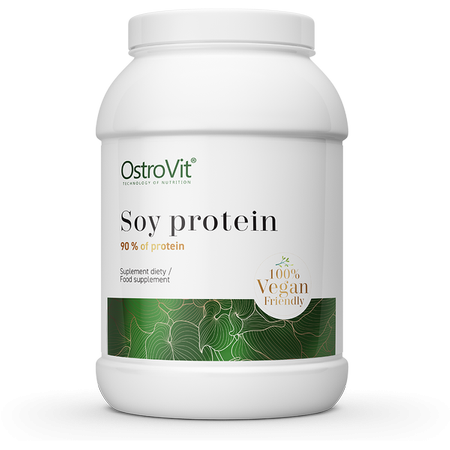 OstroVit®
TECHNOLOGY OF NUTRITION
Soy protein
90 % of protein
Suplement diety /
Food supplement
100%
Vegan
Friendly